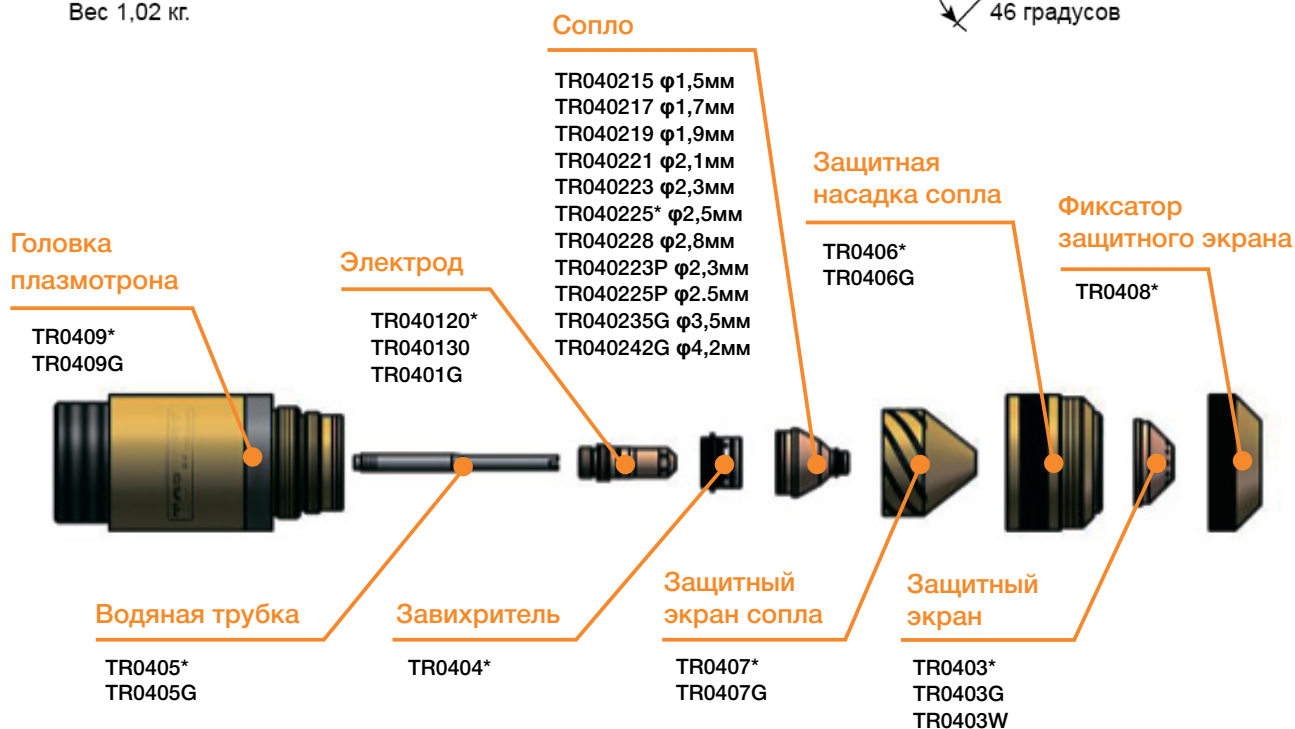 Вес 1,02 кг.
46 градусов
Сопло
TR040215 φ1,5мм
TR040217 φ1,7мм
TR040219 φ1,9мм
TR040221 φ2,1мм
TR040223 φ2,3мм
TR040225* φ2,5мм
TR040228 φ2,8мм
TR040223P φ2,3мм
TR040225P φ2.5мм
TR040235G φ3,5мм
TR040242G φ4,2мм
Защитная
насадка сопла
TR0406*
TR0406G
Фиксатор
защитного экрана
TR0408*
Головка
плазмотрона
TR0409*
TR0409G
Электрод
TR040120*
TR040130
TR0401G
Водяная трубка
TR0405*
TR0405G
Завихритель
TR0404*
Защитный
экран сопла
TR0407*
TR0407G
Защитный
экран
TR0403*
TR0403G
TR0403W